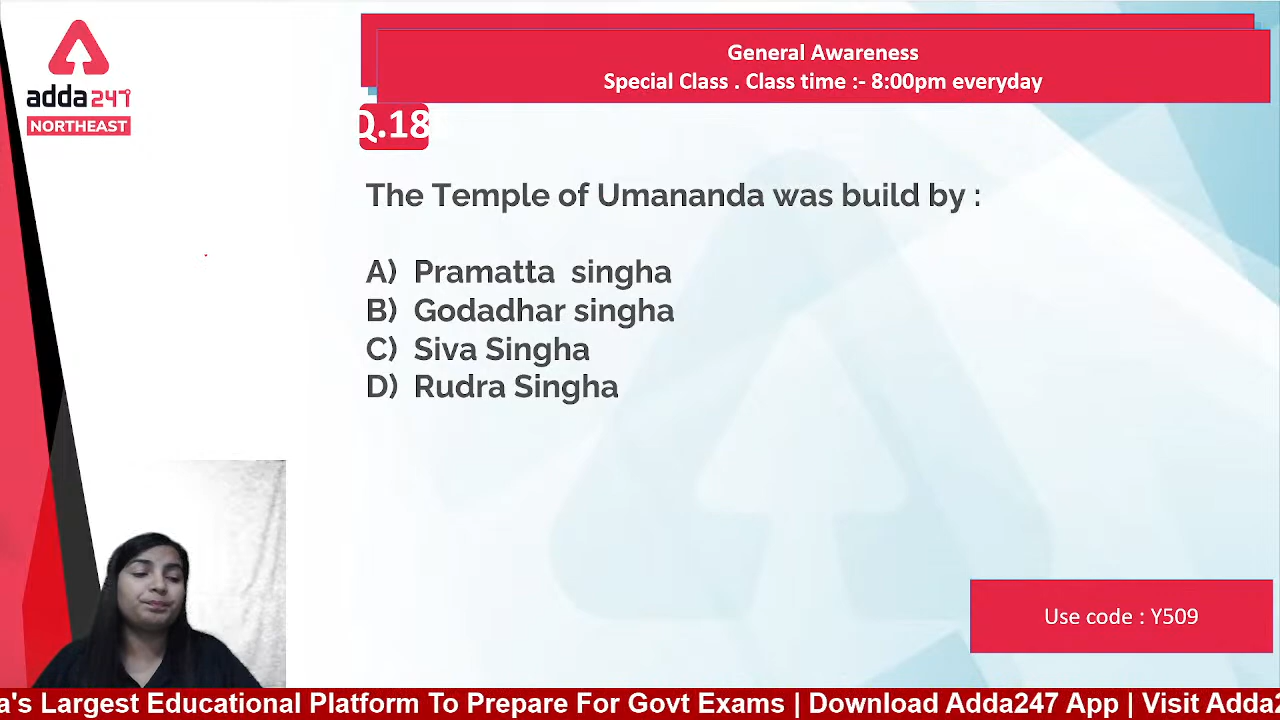 adda247
NORTHEAST
General Awareness
Special Class . Class time :- 8:00pm everyday
Q.18
The Temple of Umananda was build by :
A) Pramatta singha
B) Godadhar singha
C) Siva Singha
D) Rudra Singha
Use code : Y509
a's Largest Educational Platform To Prepare For Govt Exams | Download Adda247 App | Visit Adda2